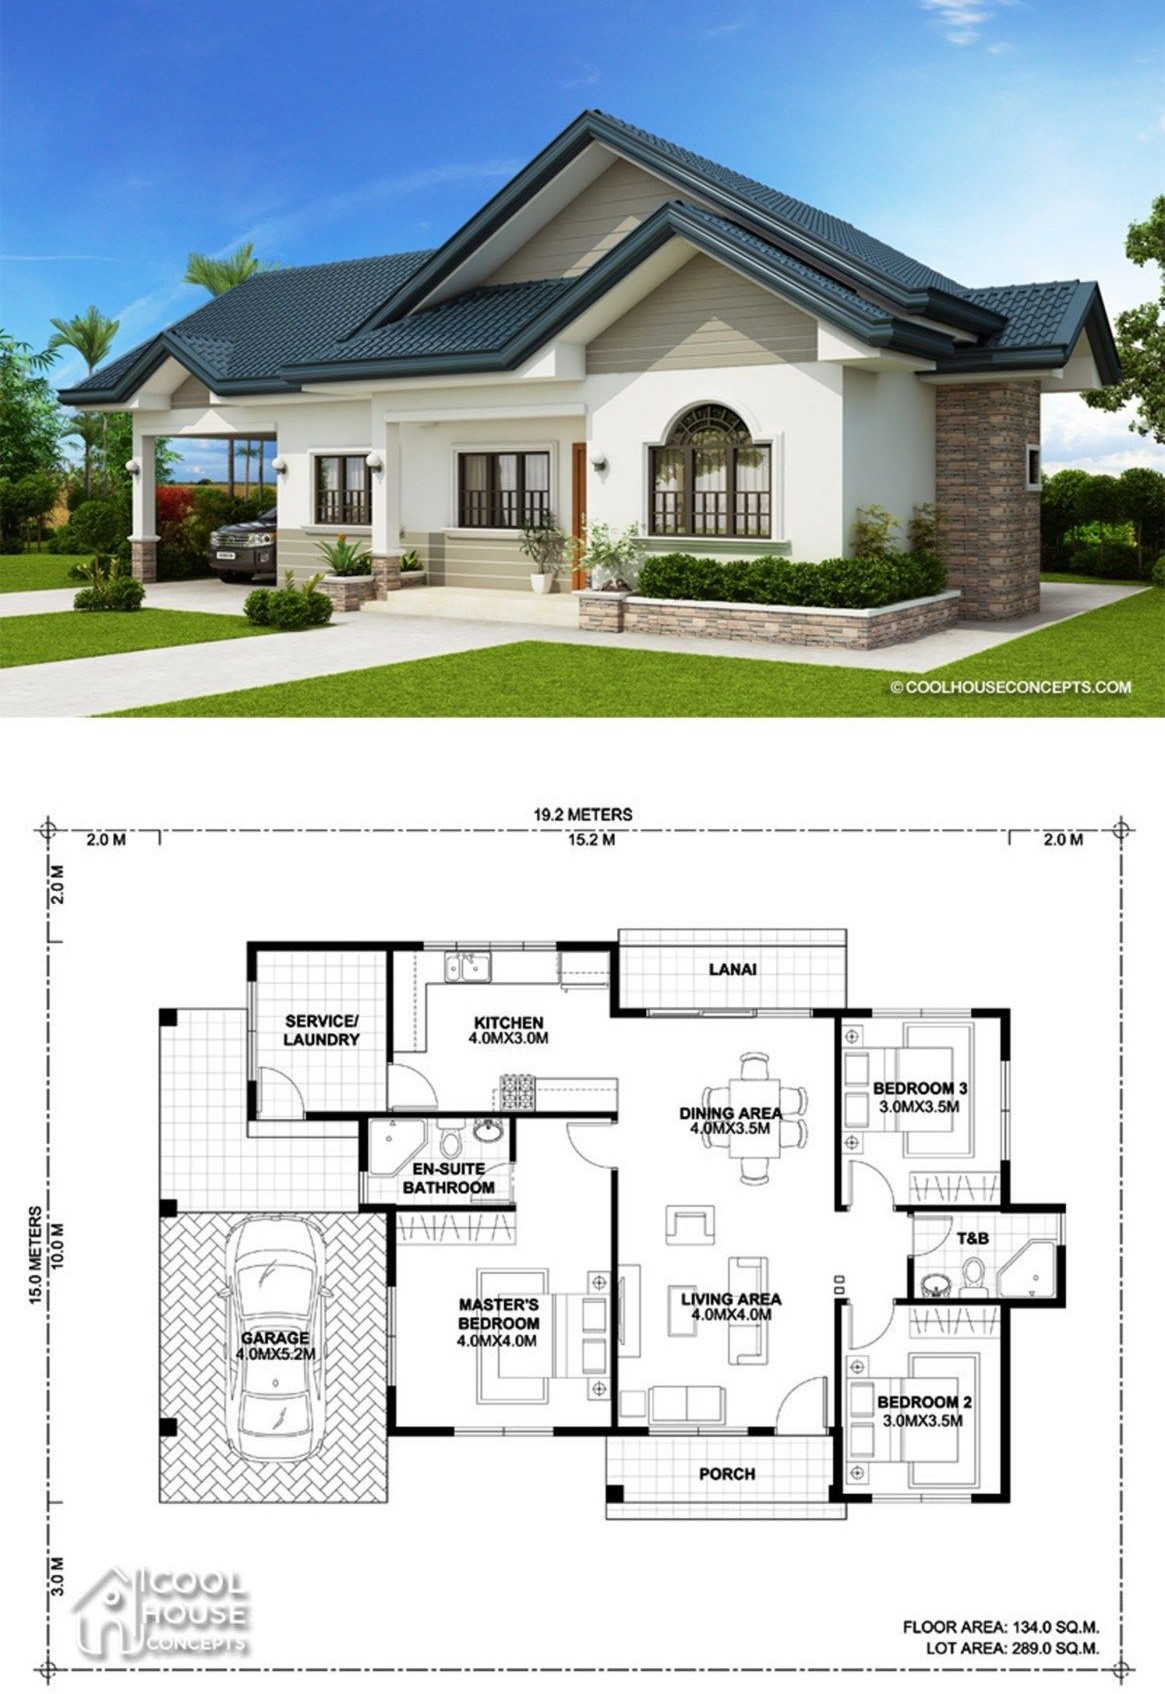 © COOLHOUSECONCEPTS.COM
19.2 METERS
2.0 M
15.2 M
2.0 M
2.0 M
LANAI
SERVICE/
LAUNDRY
KITCHEN
4.0MX3.0M
BEDROOM 3
3.0MX3.5M
DINING AREA
4.0MX3.5M
EN-SUITE
BATHROOM
15.0 METERS
10.0 M
T&B
MASTER'S
BEDROOM
4.0MX4.0M
LIVING AREA
4.0MX4.0M
GARAGE
4.0MX5.2M
BEDROOM 2
3.0MX3.5M
PORCH
3.0 M
COOL
HOUSE
CONCEPTS
FLOOR AREA: 134.0 SQ.M.
LOT AREA: 289.0 SQ.M.